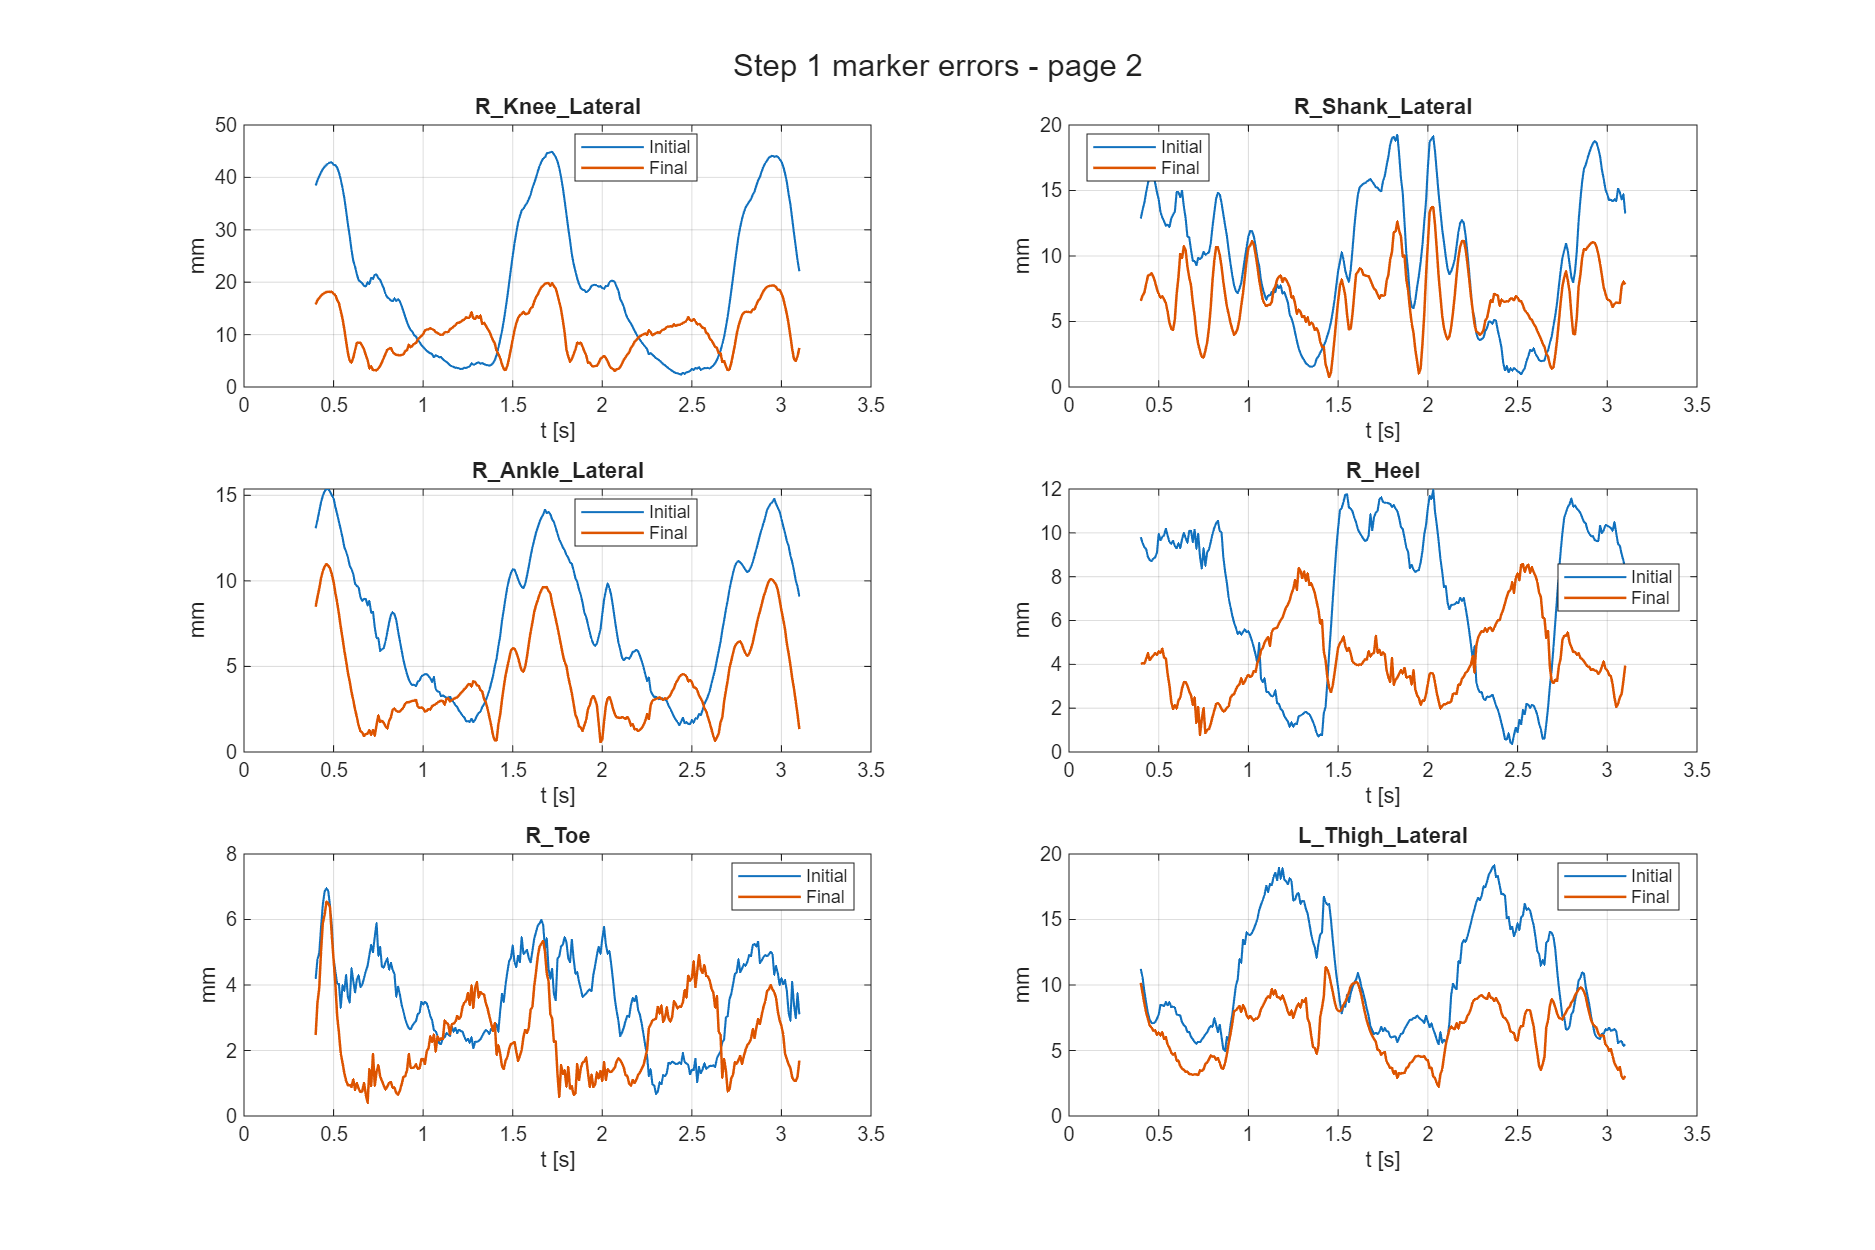 Step 1 marker errors - page 2
R_Knee_Lateral
50
40
30
20
10
0
mm
Initial
Final
0 0.5 1 1.5 2 2.5 3 3.5
t [s]
R_Shank_Lateral
20
15
10
5
0
mm
Initial
Final
0 0.5 1 1.5 2 2.5 3 3.5
t [s]
R_Ankle_Lateral
15
10
5
0
mm
Initial
Final
0 0.5 1 1.5 2 2.5 3 3.5
t [s]
R_Heel
12
10
8
6
4
2
0
mm
Initial
Final
0 0.5 1 1.5 2 2.5 3 3.5
t [s]
R_Toe
8
6
4
2
0
mm
Initial
Final
0 0.5 1 1.5 2 2.5 3 3.5
t [s]
L_Thigh_Lateral
20
15
10
5
0
mm
Initial
Final
0 0.5 1 1.5 2 2.5 3 3.5
t [s]